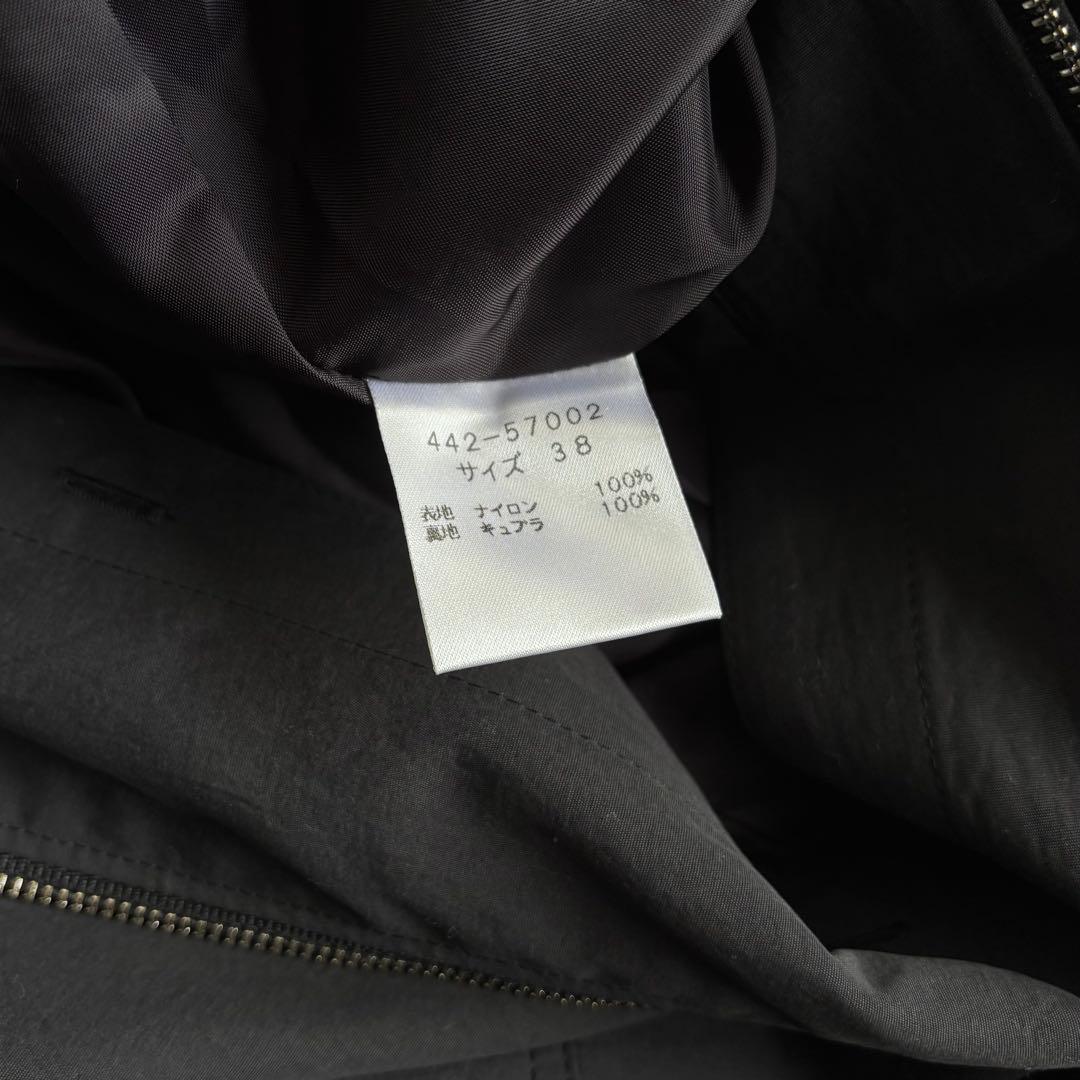 442-57002
サイズ 38
表地 ナイロン 100%
裏地 キュプラ 100%